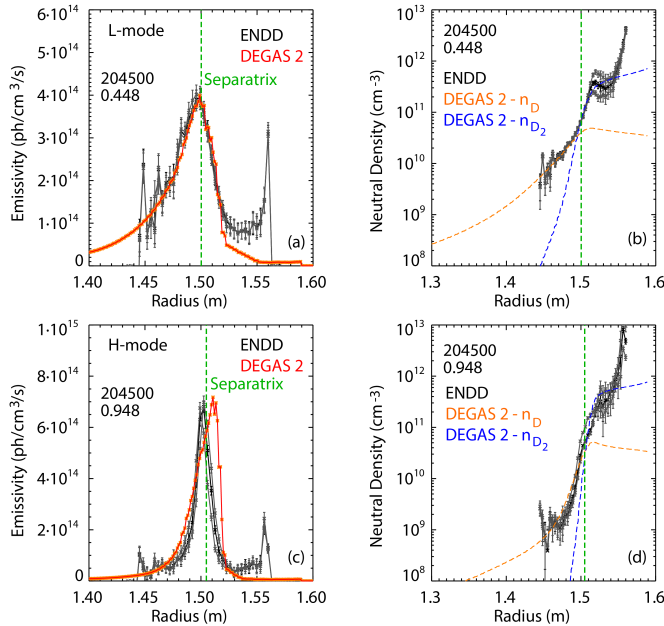 6•10¹⁴
5•10¹⁴
4•10¹⁴
3•10¹⁴
2•10¹⁴
1•10¹⁴
0
Emissivity (ph/cm³/s)
L-mode
204500
0.448
ENDD
DEGAS 2
Separatrix
(a)
1.40 1.45 1.50 1.55 1.60
Radius (m)
10¹³
10¹²
10¹¹
10¹⁰
10⁹
10⁸
Neutral Density (cm⁻³)
204500
0.448
ENDD
DEGAS 2 - n_D
DEGAS 2 - n_D₂
(b)
1.3 1.4 1.5 1.6
Radius (m)
1•10¹⁵
8•10¹⁴
6•10¹⁴
4•10¹⁴
2•10¹⁴
0
Emissivity (ph/cm³/s)
H-mode
204500
0.948
ENDD
DEGAS 2
Separatrix
(c)
1.40 1.45 1.50 1.55 1.60
Radius (m)
10¹³
10¹²
10¹¹
10¹⁰
10⁹
10⁸
Neutral Density (cm⁻³)
204500
0.948
ENDD
DEGAS 2 - n_D
DEGAS 2 - n_D₂
(d)
1.3 1.4 1.5 1.6
Radius (m)